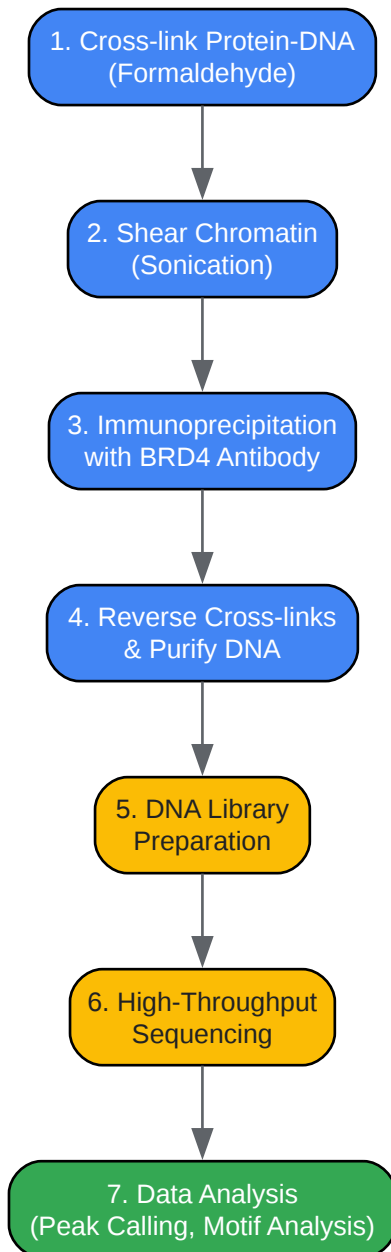 1. Cross-link Protein-DNA
(Formaldehyde)
2. Shear Chromatin
(Sonication)
3. Immunoprecipitation
with BRD4 Antibody
4. Reverse Cross-links
& Purify DNA
5. DNA Library
Preparation
6. High-Throughput
Sequencing
7. Data Analysis
(Peak Calling, Motif Analysis)